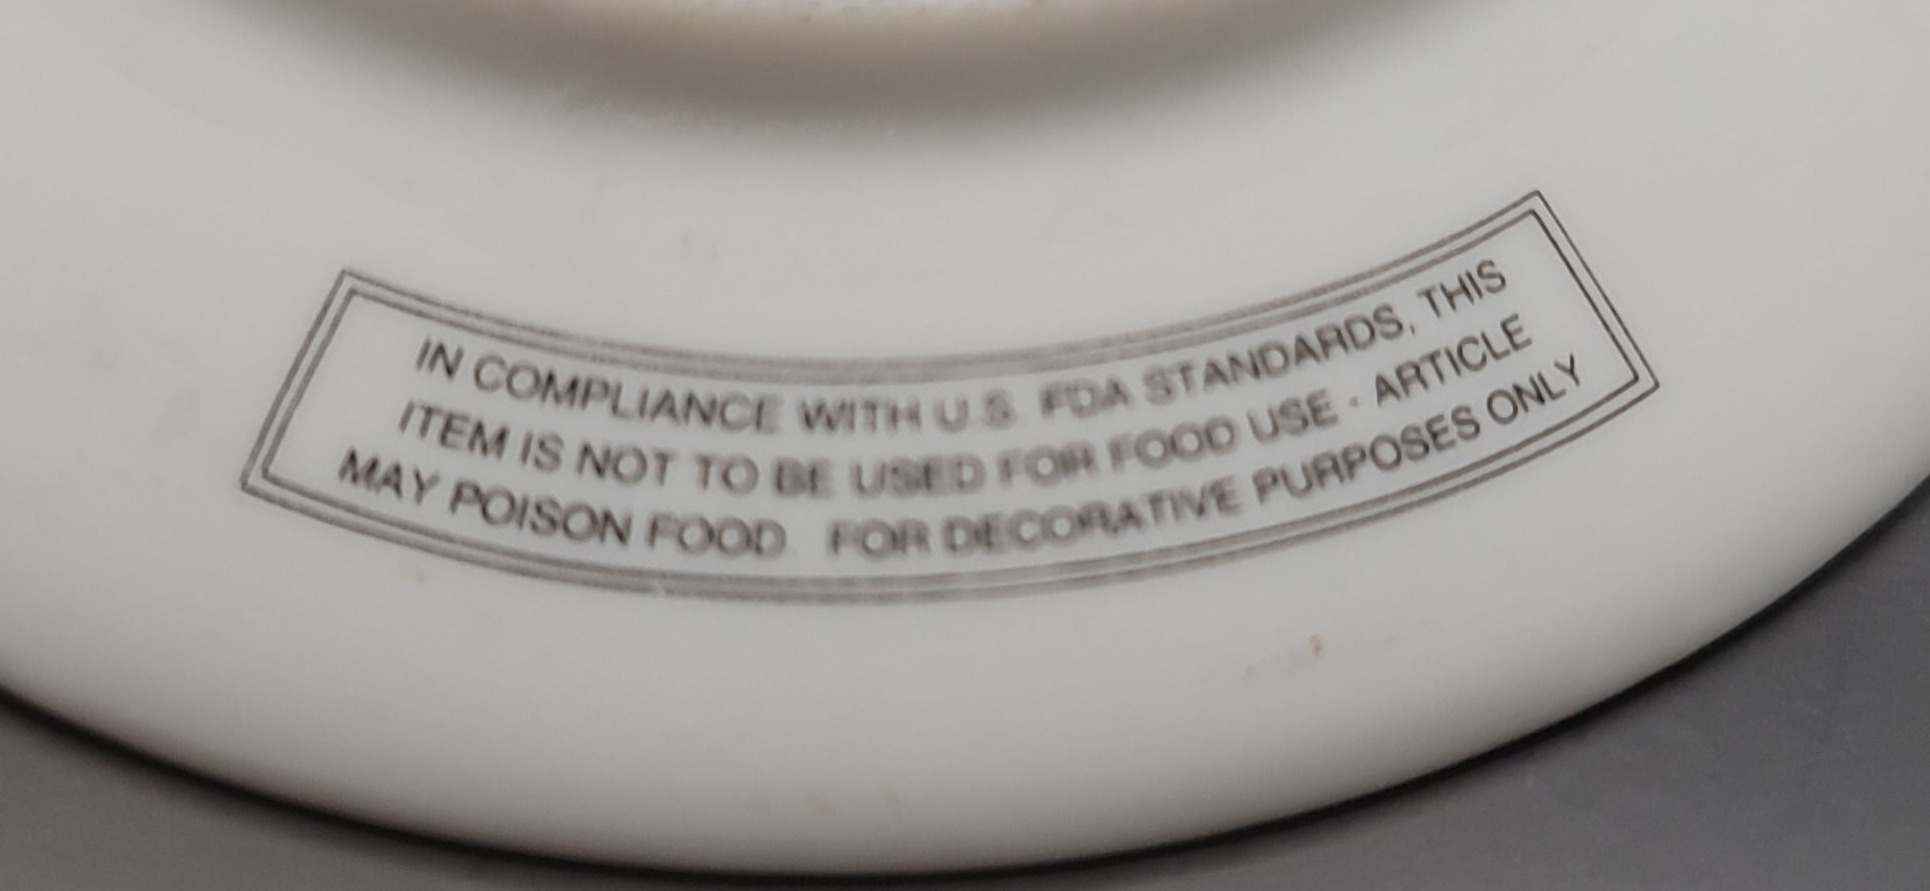 IN COMPLIANCE WITH U.S. FDA STANDARDS, THIS
ITEM IS NOT TO BE USED FOR FOOD USE - ARTICLE
MAY POISON FOOD. FOR DECORATIVE PURPOSES ONLY